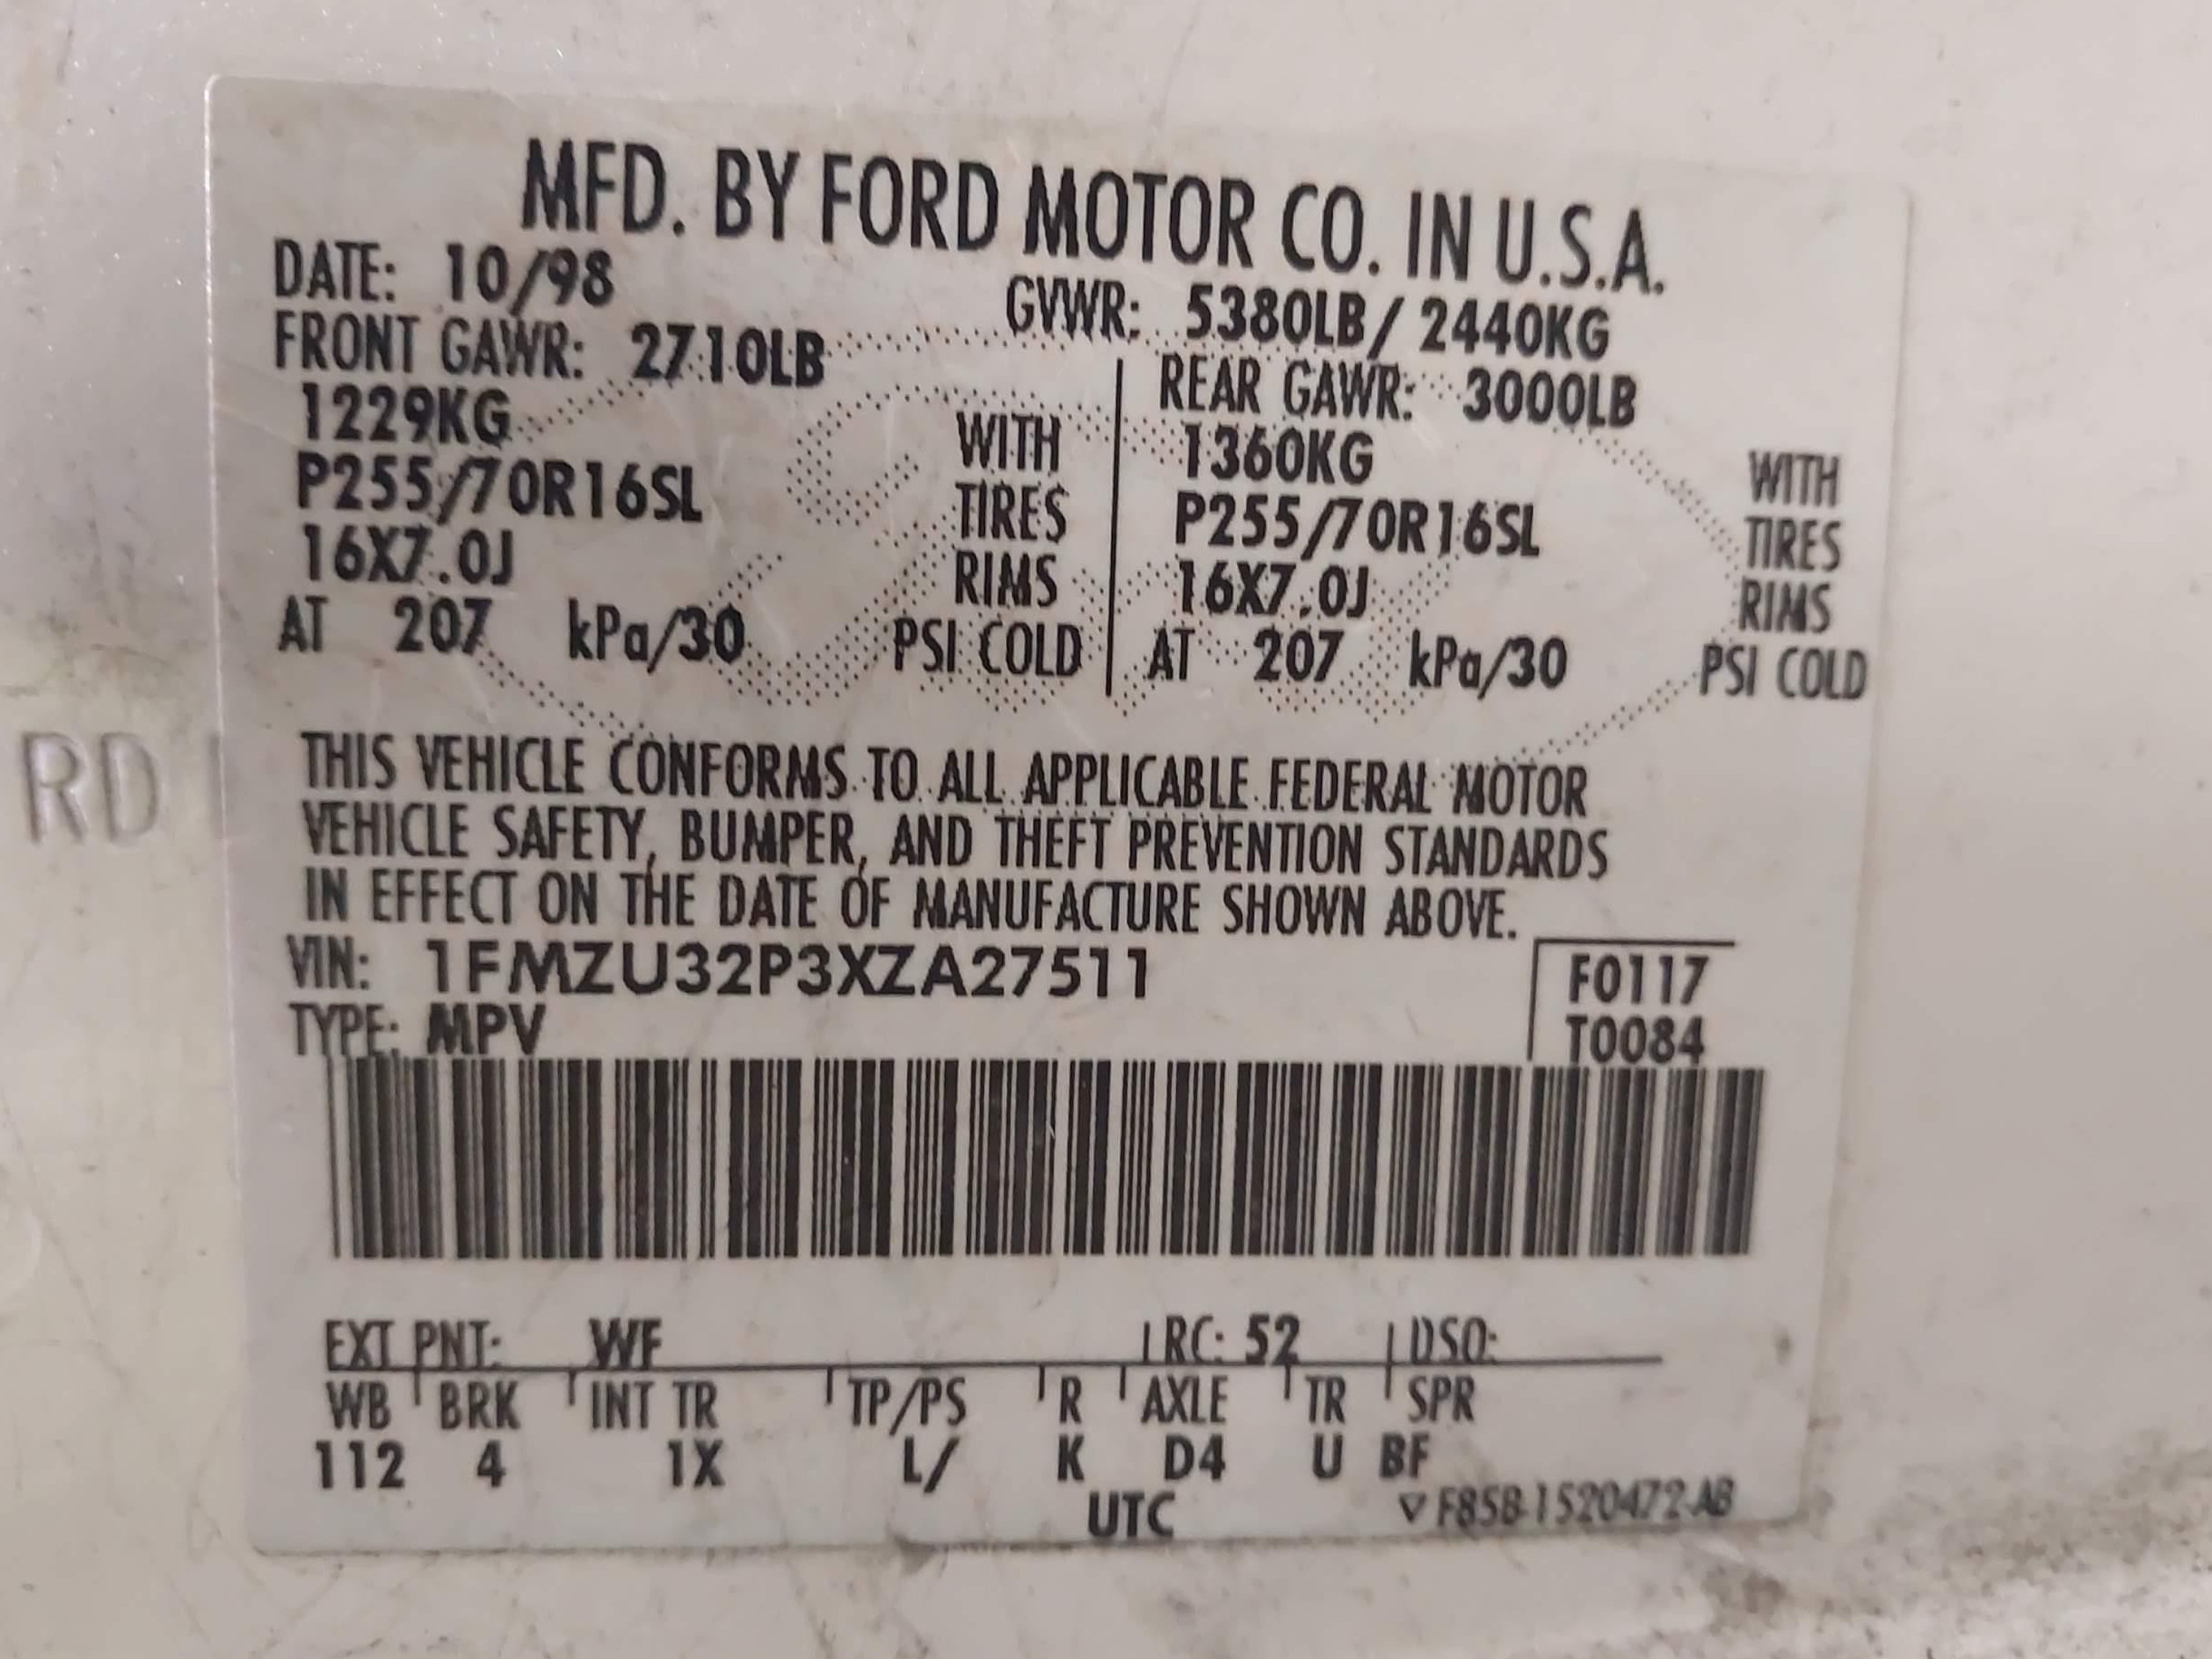 MFD. BY FORD MOTOR CO. IN U.S.A.
DATE: 10/98 GVWR: 5380LB/ 2440KG
FRONT GAWR: 2710LB REAR GAWR: 3000LB
1229KG WITH 1360KG WITH
P255/70R16SL TIRES P255/70R16SL TIRES
16X7.0J RIMS 16X7.0J RIMS
AT 207 kPa/30 PSI COLD AT 207 kPa/30 PSI COLD
THIS VEHICLE CONFORMS TO ALL APPLICABLE FEDERAL MOTOR
VEHICLE SAFETY, BUMPER, AND THEFT PREVENTION STANDARDS
IN EFFECT ON THE DATE OF MANUFACTURE SHOWN ABOVE.
VIN: 1FMZU32P3XZA27511 F0117
TYPE: MPV T0084
EXT PNT: WF RC: 52 DSO:
WB BRK INT TR TP/PS R AXLE TR SPR
112 4 1X L/ K D4 U BF
UTC ▽ F85B-1520472-AB
RD